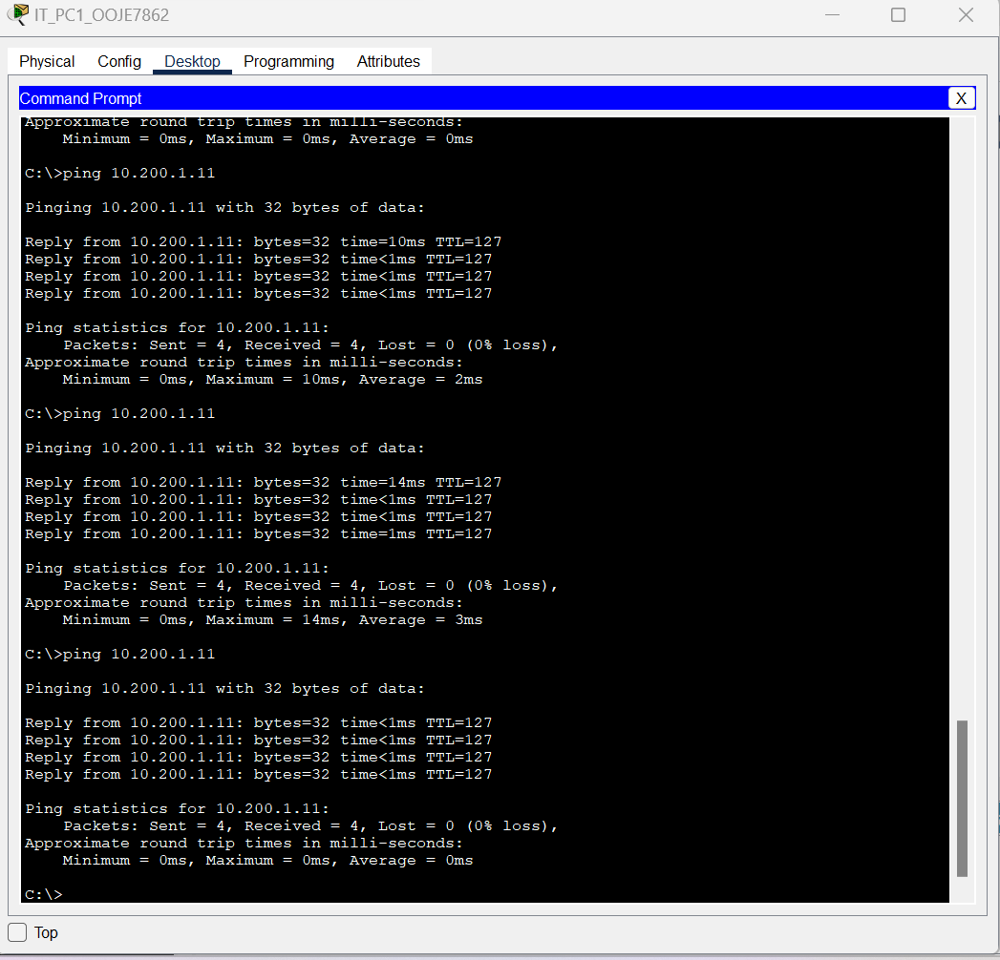 IT_PC1_OOJE7862
Physical Config Desktop Programming Attributes
Command Prompt X
Approximate round trip times in milli-seconds:
Minimum = 0ms, Maximum = 0ms, Average = 0ms
C:\>ping 10.200.1.11
Pinging 10.200.1.11 with 32 bytes of data:
Reply from 10.200.1.11: bytes=32 time=10ms TTL=127
Reply from 10.200.1.11: bytes=32 time<1ms TTL=127
Reply from 10.200.1.11: bytes=32 time<1ms TTL=127
Reply from 10.200.1.11: bytes=32 time<1ms TTL=127
Ping statistics for 10.200.1.11:
Packets: Sent = 4, Received = 4, Lost = 0 (0% loss),
Approximate round trip times in milli-seconds:
Minimum = 0ms, Maximum = 10ms, Average = 2ms
C:\>ping 10.200.1.11
Pinging 10.200.1.11 with 32 bytes of data:
Reply from 10.200.1.11: bytes=32 time=14ms TTL=127
Reply from 10.200.1.11: bytes=32 time<1ms TTL=127
Reply from 10.200.1.11: bytes=32 time<1ms TTL=127
Reply from 10.200.1.11: bytes=32 time=1ms TTL=127
Ping statistics for 10.200.1.11:
Packets: Sent = 4, Received = 4, Lost = 0 (0% loss),
Approximate round trip times in milli-seconds:
Minimum = 0ms, Maximum = 14ms, Average = 3ms
C:\>ping 10.200.1.11
Pinging 10.200.1.11 with 32 bytes of data:
Reply from 10.200.1.11: bytes=32 time<1ms TTL=127
Reply from 10.200.1.11: bytes=32 time<1ms TTL=127
Reply from 10.200.1.11: bytes=32 time<1ms TTL=127
Reply from 10.200.1.11: bytes=32 time<1ms TTL=127
Ping statistics for 10.200.1.11:
Packets: Sent = 4, Received = 4, Lost = 0 (0% loss),
Approximate round trip times in milli-seconds:
Minimum = 0ms, Maximum = 0ms, Average = 0ms
C:\>
Top